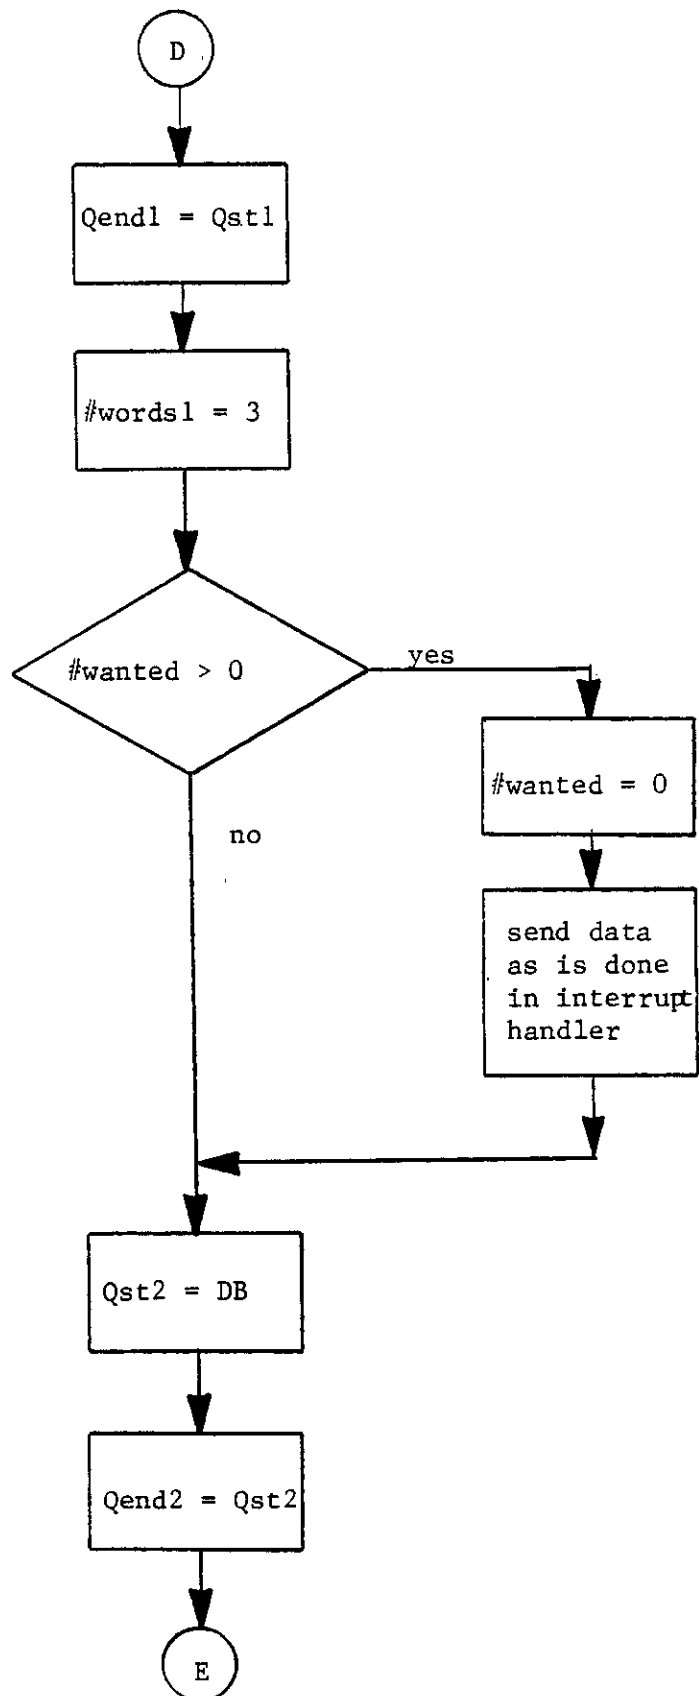 D
Qend1 = Qst1
#words1 = 3
#wanted > 0
yes
#wanted = 0
no
send data
as is done
in interrupt
handler
Qst2 = DB
Qend2 = Qst2
E